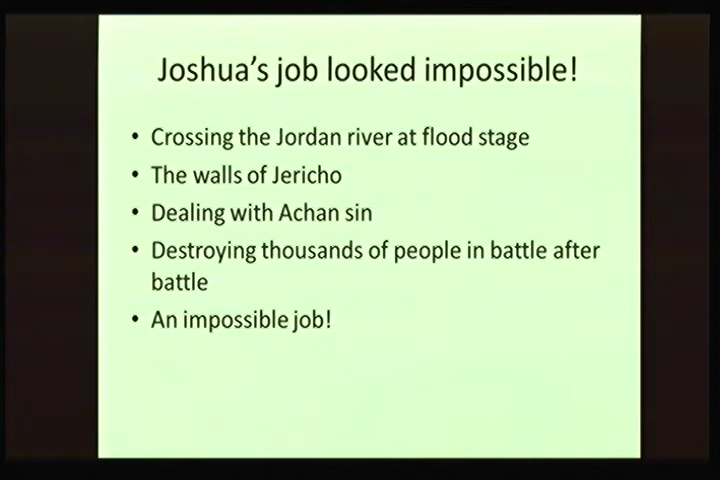 Joshua's job looked impossible!
• Crossing the Jordan river at flood stage
• The walls of Jericho
• Dealing with Achan sin
• Destroying thousands of people in battle after
battle
• An impossible job!